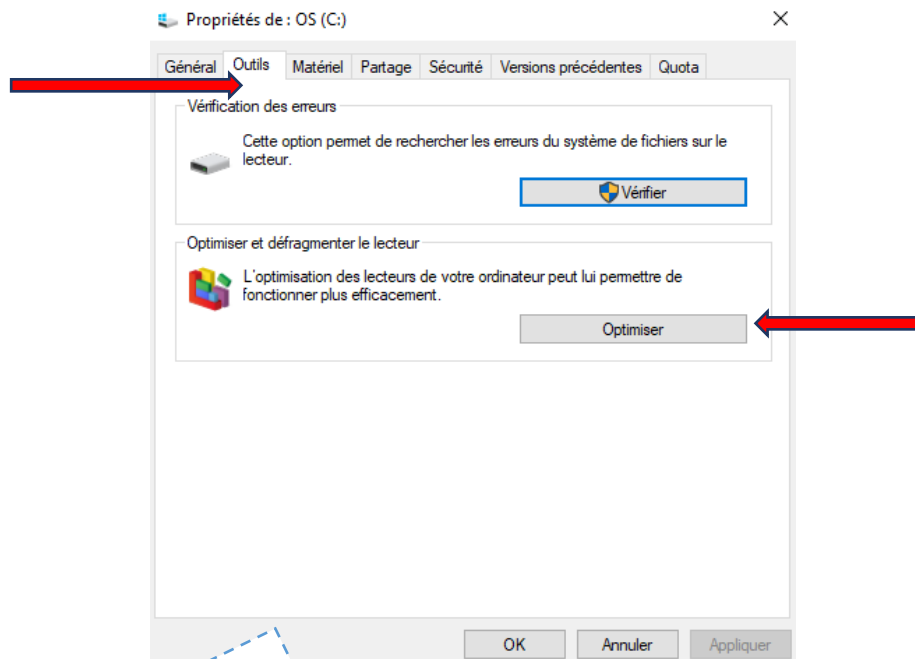 Propriétés de : OS (C:)
Général Outils Matériel Partage Sécurité Versions précédentes Quota
Vérification des erreurs
Cette option permet de rechercher les erreurs du système de fichiers sur le
lecteur.
Vérifier
Optimiser et défragmenter le lecteur
L'optimisation des lecteurs de votre ordinateur peut lui permettre de
fonctionner plus efficacement.
Optimiser
OK Annuler Appliquer